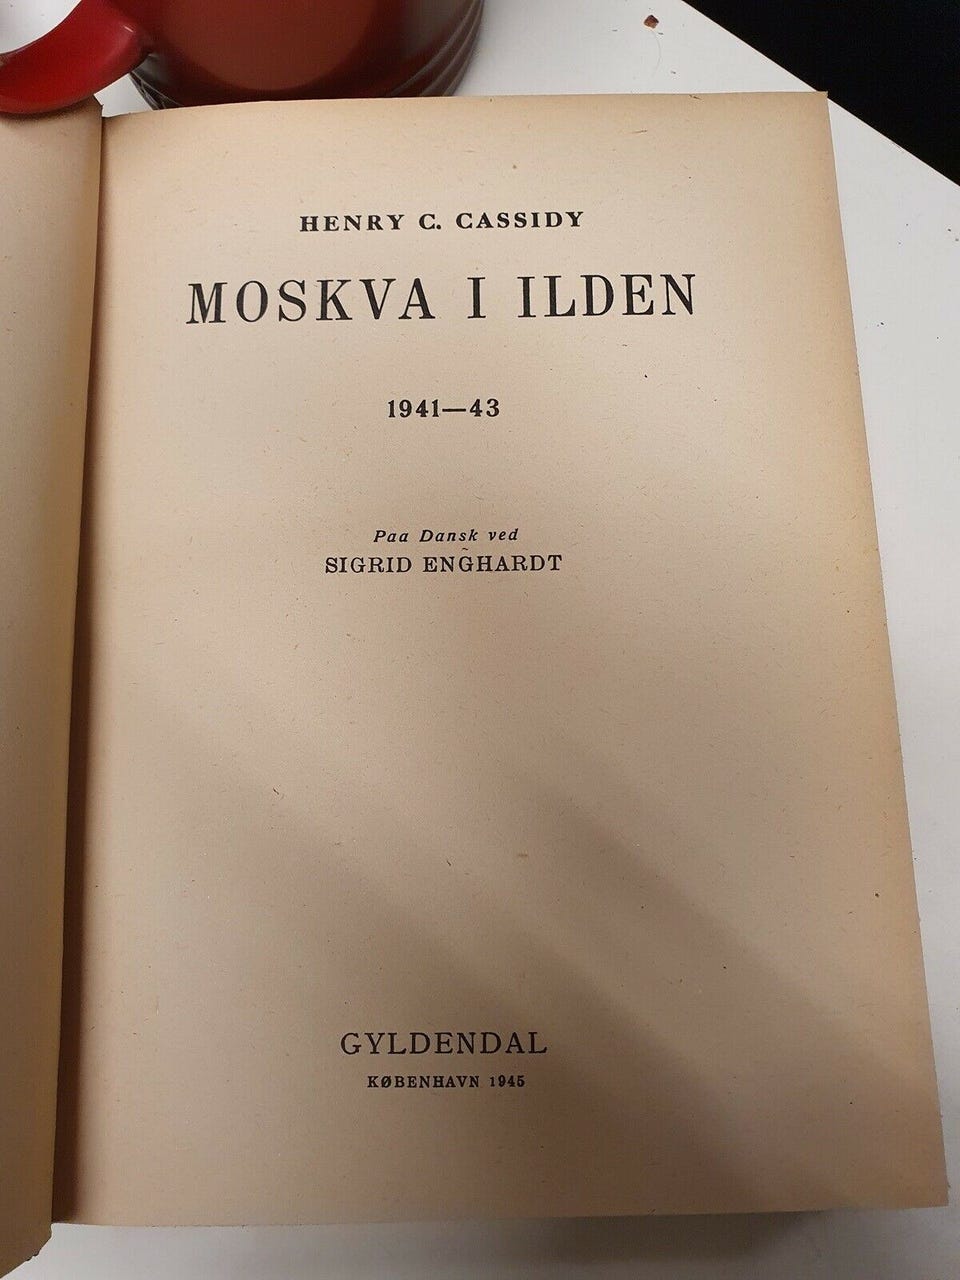 HENRY C. CASSIDY
MOSKVA I ILDEN
1941—43
Paa Dansk ved
SIGRID ENGHARDT
GYLDENDAL
KØBENHAVN 1945